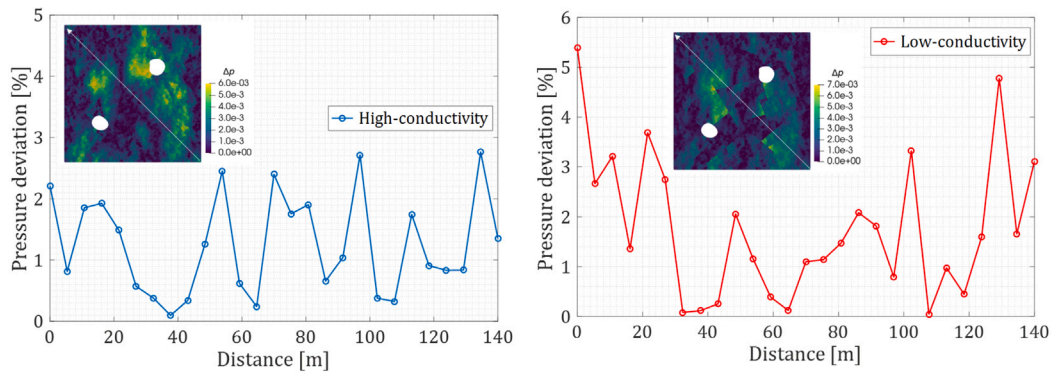 5
4
3
2
1
0
Pressure deviation [%]
Δp
6.0e-03
5.0e-3
4.0e-3
3.0e-3
2.0e-3
1.0e-3
0.0e+00
High-conductivity
0 20 40 60 80 100 120 140
Distance [m]
6
5
4
3
2
1
0
Pressure deviation [%]
Δp
7.0e-03
6.0e-3
5.0e-3
4.0e-3
3.0e-3
2.0e-3
1.0e-3
0.0e+00
Low-conductivity
0 20 40 60 80 100 120 140
Distance [m]